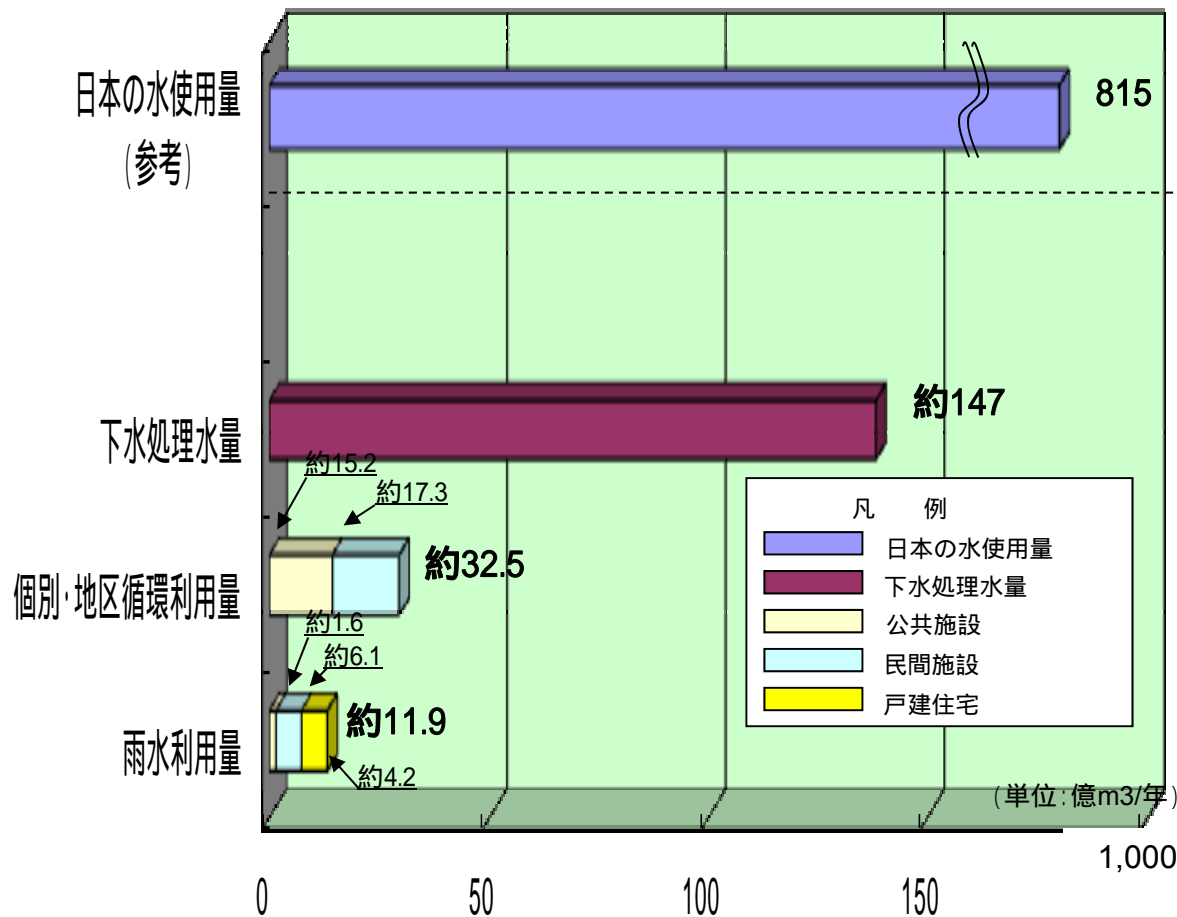 日本の水使用量
(参考)
815
下水処理水量
約147
約15.2
約17.3
個別･地区循環利用量
約32.5
約1.6
約6.1
雨水利用量
約11.9
約4.2
凡 例
日本の水使用量
下水処理水量
公共施設
民間施設
戸建住宅
(単位:億m3/年)
0
50
100
150
1,000